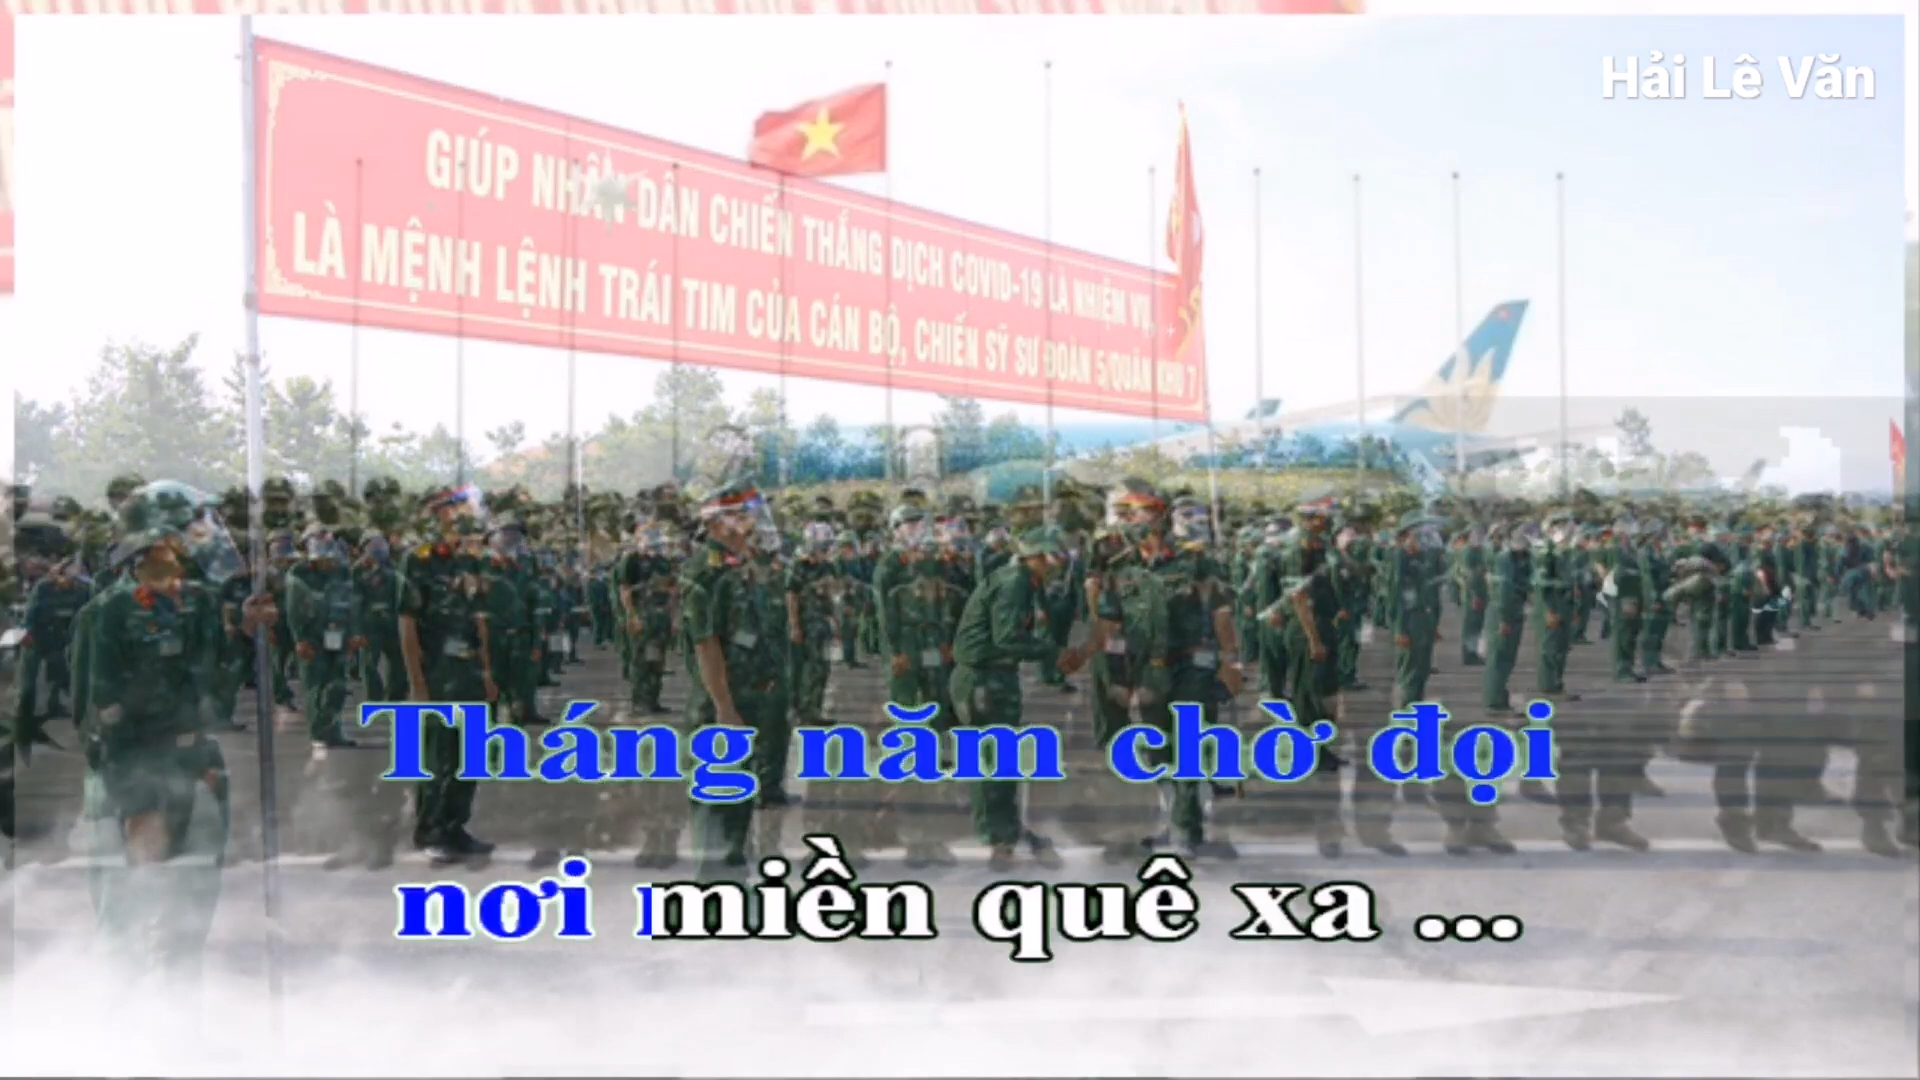 Hải Lê Văn
GIÚP NHÂN DÂN CHIẾN THẮNG DỊCH COVID-19 LÀ NHIỆM VỤ,
LÀ MỆNH LỆNH TRÁI TIM CỦA CÁN BỘ, CHIẾN SỸ SƯ ĐOÀN 5/QUÂN KHU 7
Tháng năm chờ đọi
nơi miền quê xa ...